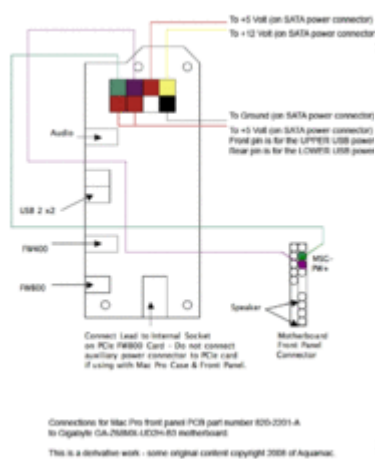 To +5 Volt (on SATA power connector)
To +12 Volt (on SATA power connector)
To Ground (on SATA power connector)
To +5 Volt (on SATA power connector)
Front pin is for the UPPER USB power
Rear pin is for the LOWER USB power
Audio
USB 2 x2
FW400
FW800
MSG-
PW+
Speaker
Motherboard
Front Panel
Connector
Connect Lead to Internal Socket
on PCIe FW800 Card - Do not connect
auxiliary power connector to PCIe card
if using with Mac Pro Case & Front Panel.
Connections for Mac Pro front panel PCB part number 820-2201-A
to Gigabyte motherboard.
This is a derivative work - some original content copyright 2008 of Aquamac.